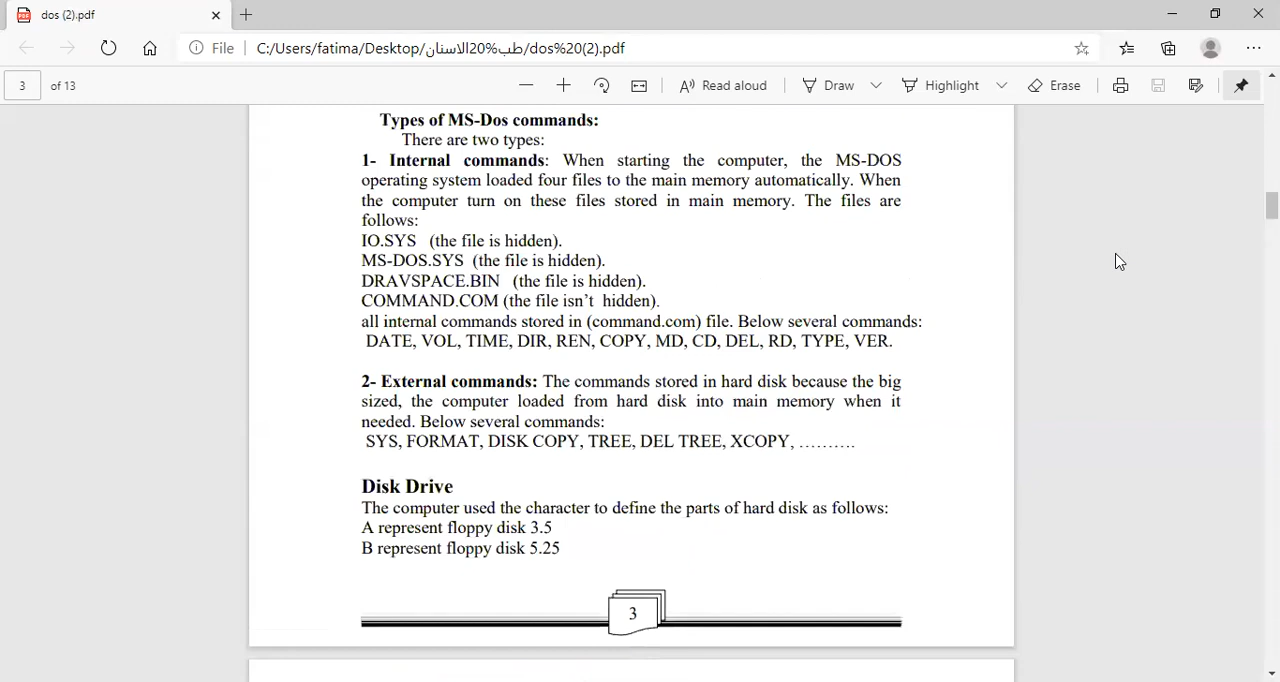 dos (2).pdf
File C:/Users/fatima/Desktop/طب%20الاسنان/dos%20(2).pdf
3 of 13 Read aloud Draw Highlight Erase
Types of MS-Dos commands:
There are two types:
1- Internal commands: When starting the computer, the MS-DOS
operating system loaded four files to the main memory automatically. When
the computer turn on these files stored in main memory. The files are
follows:
IO.SYS (the file is hidden).
MS-DOS.SYS (the file is hidden).
DRAVSPACE.BIN (the file is hidden).
COMMAND.COM (the file isn’t hidden).
all internal commands stored in (command.com) file. Below several commands:
DATE, VOL, TIME, DIR, REN, COPY, MD, CD, DEL, RD, TYPE, VER.
2- External commands: The commands stored in hard disk because the big
sized, the computer loaded from hard disk into main memory when it
needed. Below several commands:
SYS, FORMAT, DISK COPY, TREE, DEL TREE, XCOPY, ……….
Disk Drive
The computer used the character to define the parts of hard disk as follows:
A represent floppy disk 3.5
B represent floppy disk 5.25
3